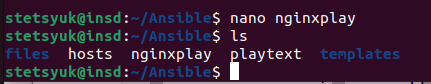 stetsyuk@insd:~/Ansible$ nano nginxplay
stetsyuk@insd:~/Ansible$ ls
files hosts nginxplay playtext templates
stetsyuk@insd:~/Ansible$